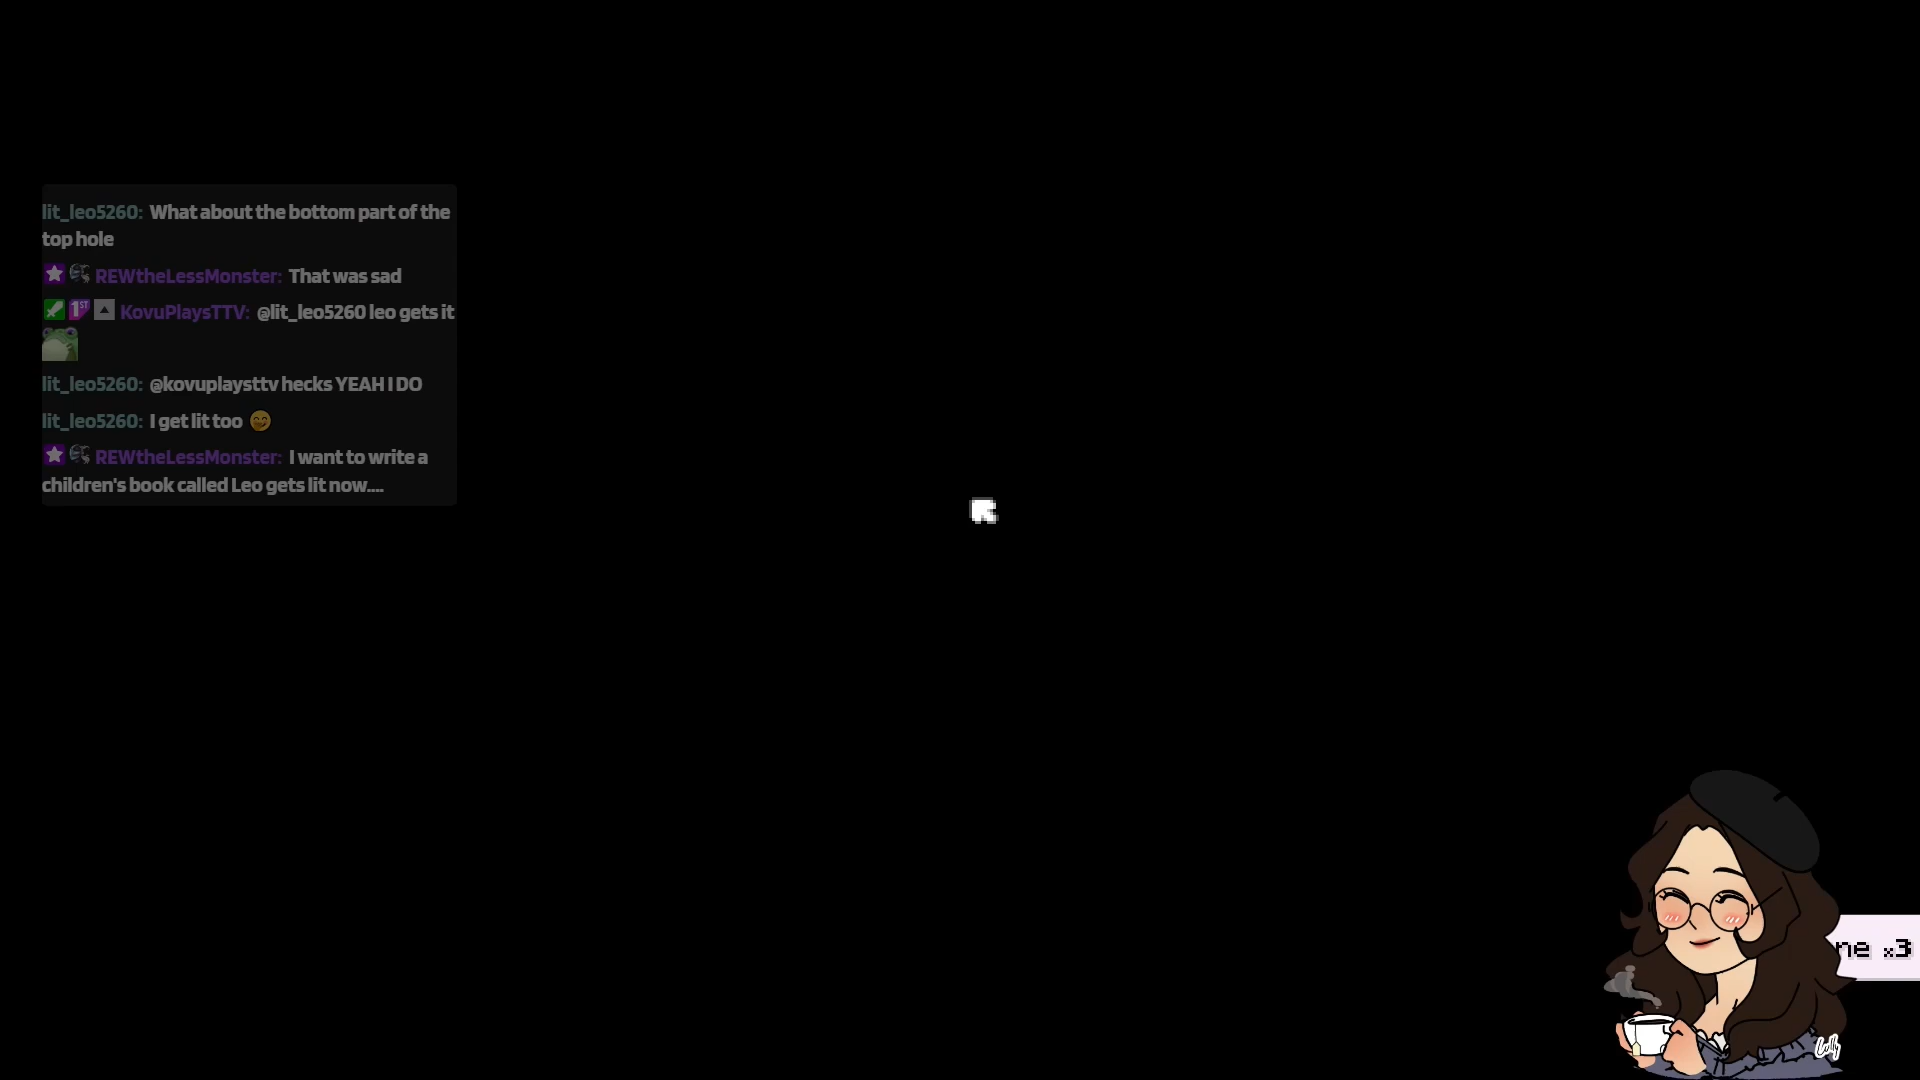 lit_leo5260: What about the bottom part of the
top hole
REWtheLessMonster: That was sad
1ST KovuPlaysTTV: @lit_leo5260 leo gets it
lit_leo5260: @kovuplaysttv hecks YEAH I DO
lit_leo5260: I get lit too
REWtheLessMonster: I want to write a
children's book called Leo gets lit now....
ne x3